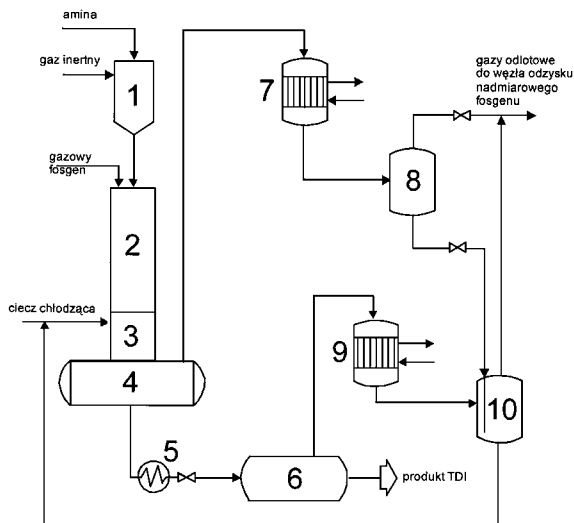 amina
gaz inertny
1
gazowy
fosgen
2
ciecz chłodząca
3
4
5
6
produkt TDI
7
8
9
10
gazy odlotowe
do węzła odzysku
nadmiarowego
fosgenu